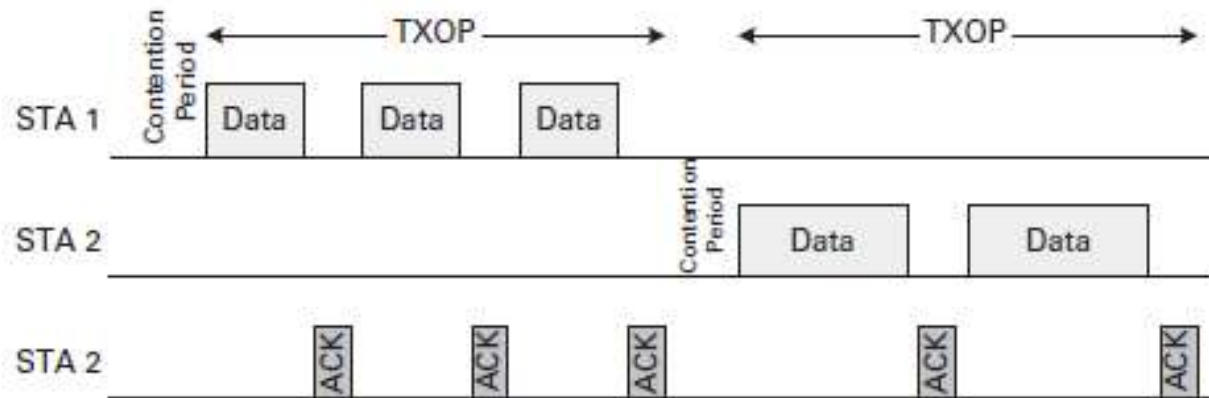 TXOP
TXOP
Contention
Period
STA 1
Data
Data
Data
Contention
Period
STA 2
Data
Data
STA 2
ACK
ACK
ACK
ACK
ACK